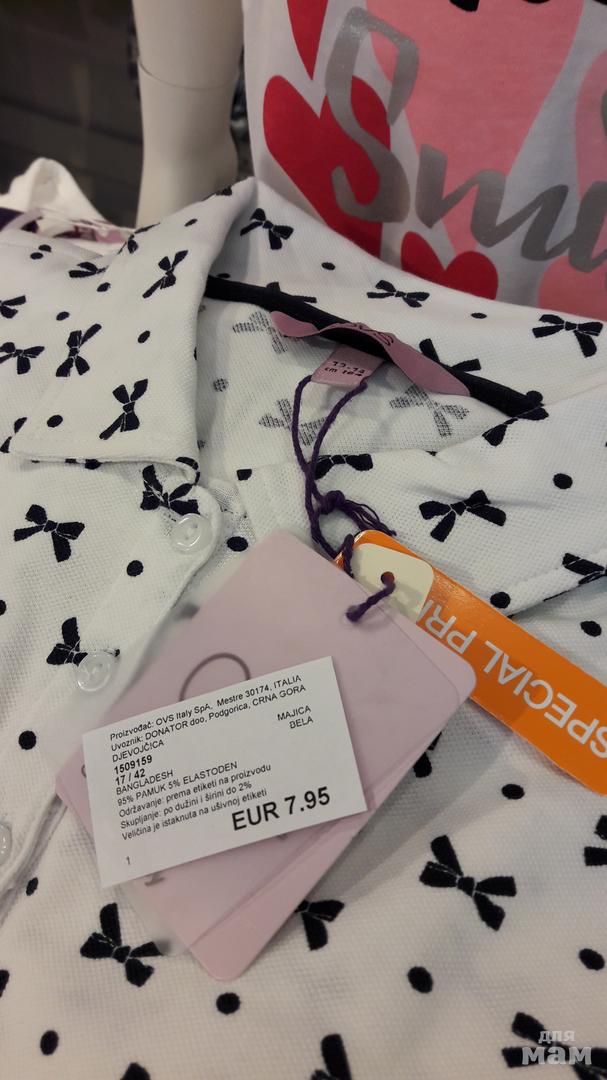 Smi
SPECIAL PRI
Proizvođač: OVS Italy SpA, Mestre 30174, ITALIA
Uvoznik: DONATOR doo, Podgorica, CRNA GORA
DJEVOJČICA MAJICA
1509159 BELA
17 / 42
BANGLADESH
95% PAMUK 5% ELASTODEN
Održavanje: prema etiketi na proizvodu
Skupljanje: po dužini i širini do 2%
Veličina je istaknuta na ušivnoj etiketi
EUR 7.95
1
для
мам